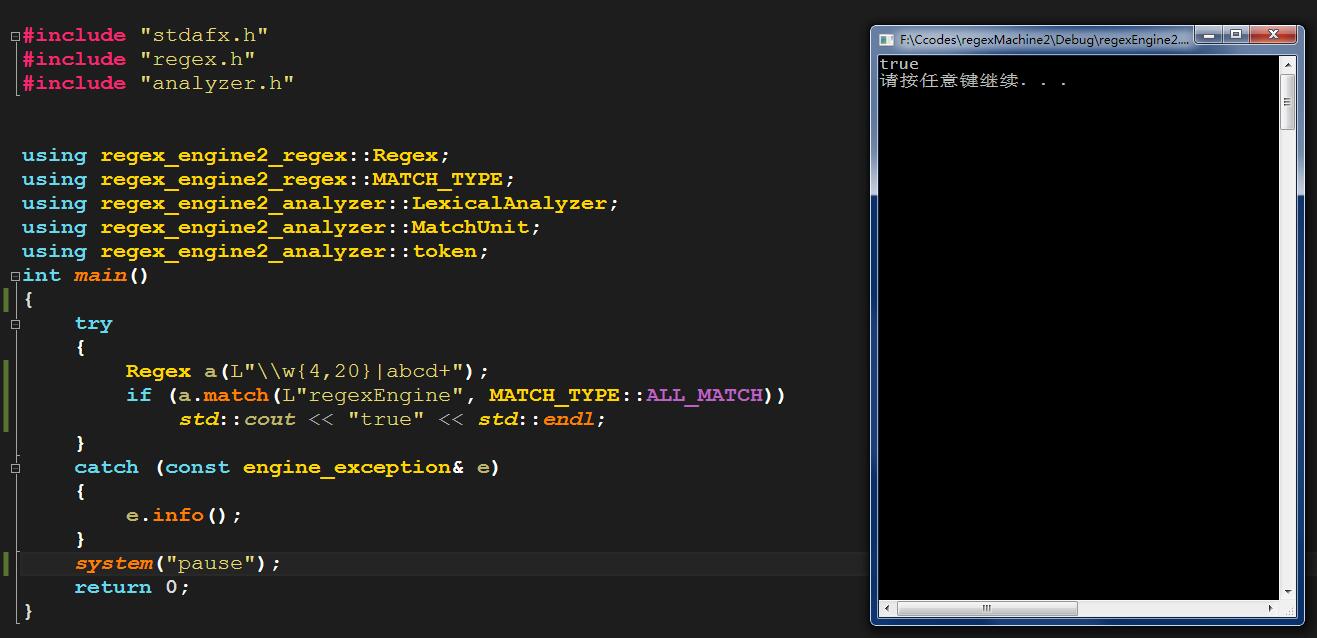 #include "stdafx.h"
#include "regex.h"
#include "analyzer.h"
using regex_engine2_regex::Regex;
using regex_engine2_regex::MATCH_TYPE;
using regex_engine2_analyzer::LexicalAnalyzer;
using regex_engine2_analyzer::MatchUnit;
using regex_engine2_analyzer::token;
int main()
{
    try
    {
        Regex a(L"\\w{4,20}|abcd+");
        if (a.match(L"regexEngine", MATCH_TYPE::ALL_MATCH))
            std::cout << "true" << std::endl;
    }
    catch (const engine_exception& e)
    {
        e.info();
    }
    system("pause");
    return 0;
}
F:\Ccodes\regexMachine2\Debug\regexEngine2....
true
请按任意键继续. . .